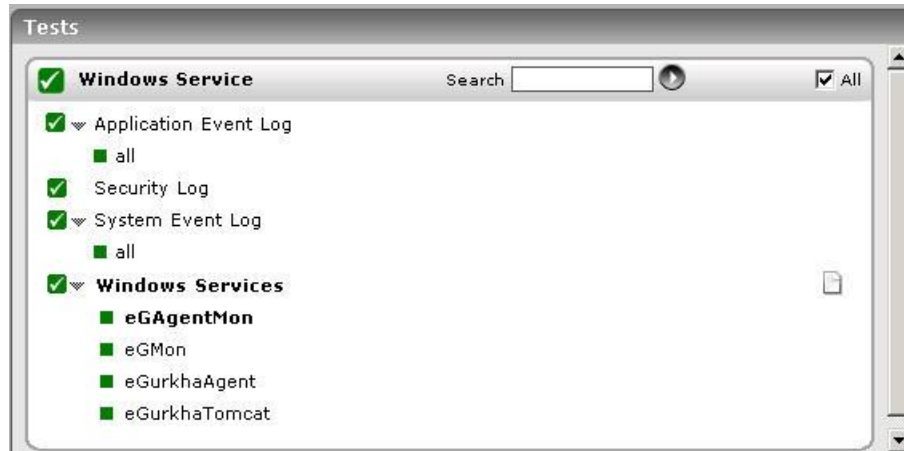 Tests
Windows Service Search All
Application Event Log
all
Security Log
System Event Log
all
Windows Services
eGAgentMon
eGMon
eGurkhaAgent
eGurkhaTomcat